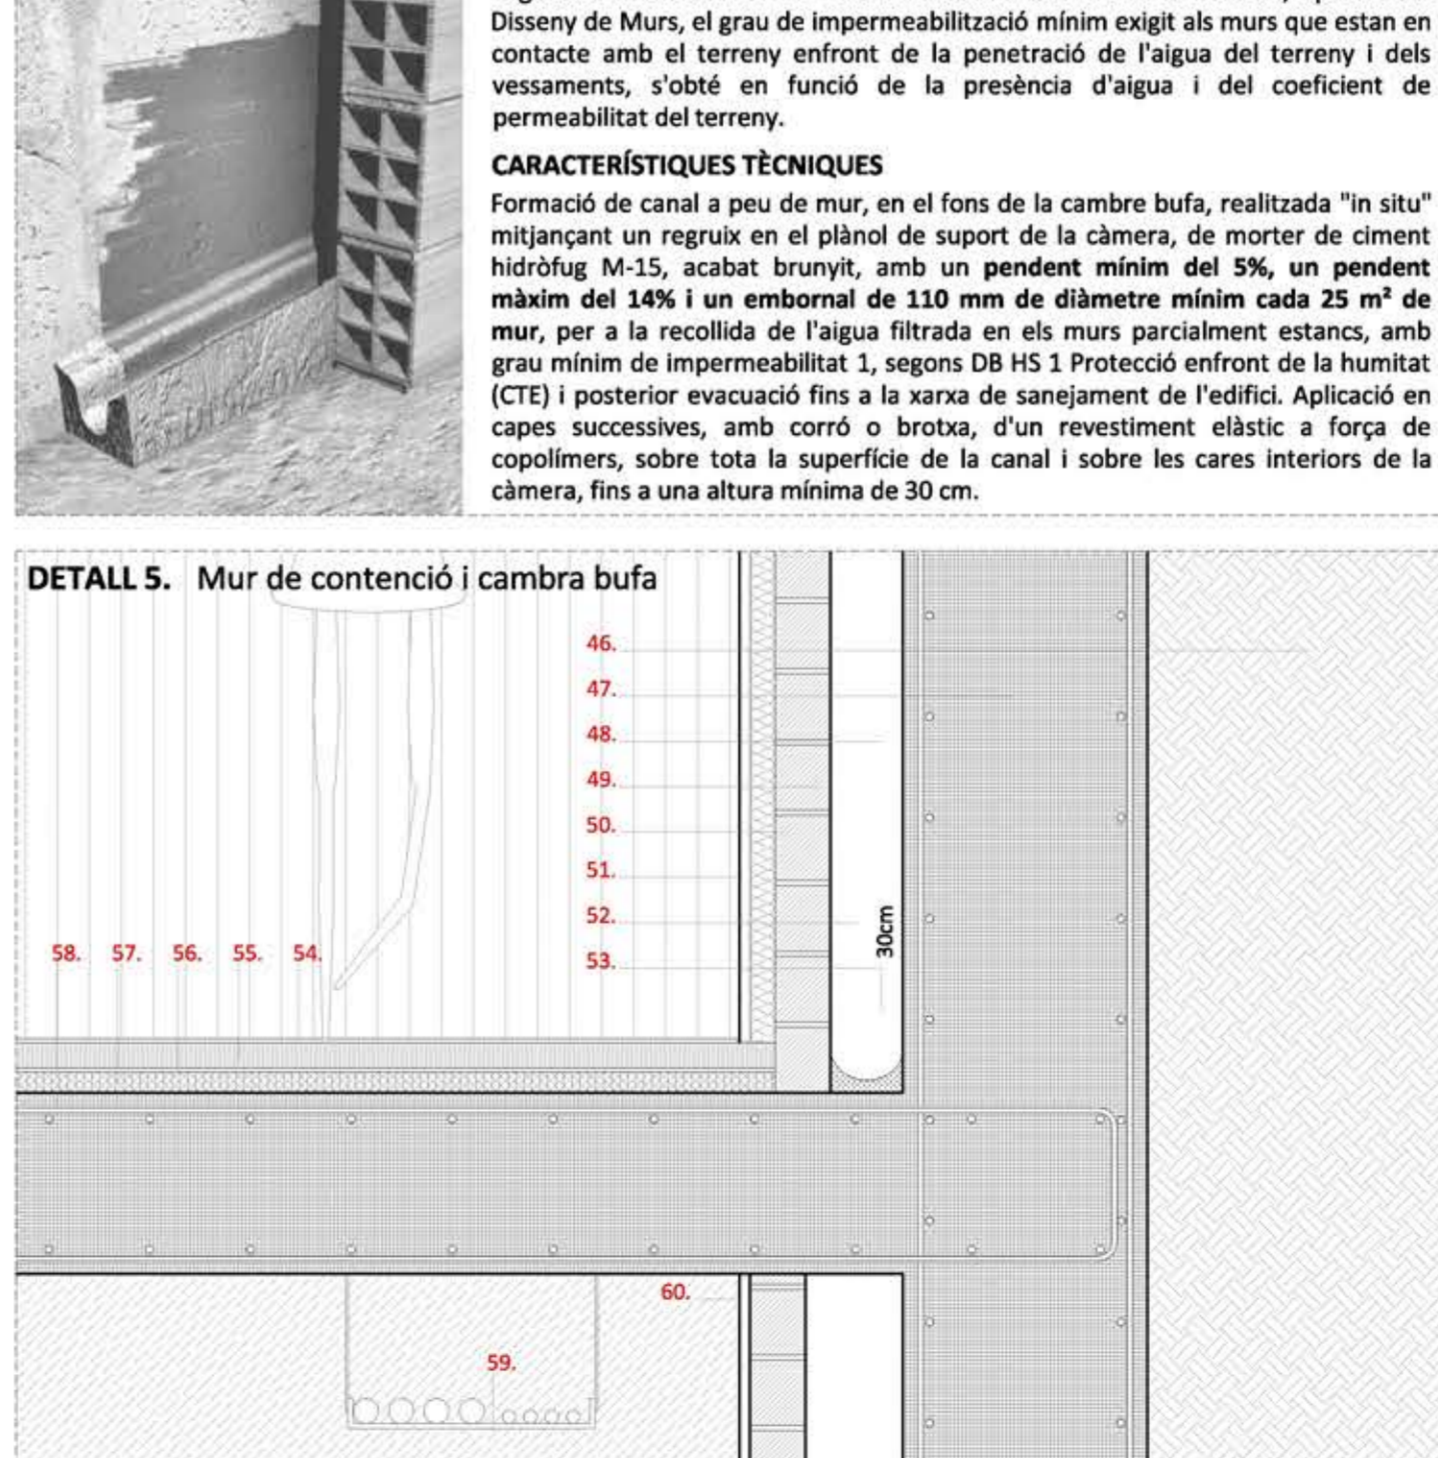 Disseny de Murs, el grau de impermeabilització mínim exigit als murs que estan en
contacte amb el terreny enfront de la penetració de l'aigua del terreny i dels
vessaments, s'obté en funció de la presència d'aigua i del coeficient de
permeabilitat del terreny.
CARACTERÍSTIQUES TÈCNIQUES
Formació de canal a peu de mur, en el fons de la cambre bufa, realitzada "in situ"
mitjançant un regruix en el plànol de suport de la càmera, de morter de ciment
hidròfug M-15, acabat brunyit, amb un pendent mínim del 5%, un pendent
màxim del 14% i un embornal de 110 mm de diàmetre mínim cada 25 m² de
mur, per a la recollida de l'aigua filtrada en els murs parcialment estancs, amb
grau mínim de impermeabilitat 1, segons DB HS 1 Protecció enfront de la humitat
(CTE) i posterior evacuació fins a la xarxa de sanejament de l'edifici. Aplicació en
capes successives, amb corró o brotxa, d'un revestiment elàstic a força de
copolímers, sobre tota la superfície de la canal i sobre les cares interiors de la
càmera, fins a una altura mínima de 30 cm.
DETALL 5. Mur de contenció i cambra bufa
46.
47.
48.
49.
50.
51.
52.
53.
58. 57. 56. 55. 54.
30cm
60.
59.